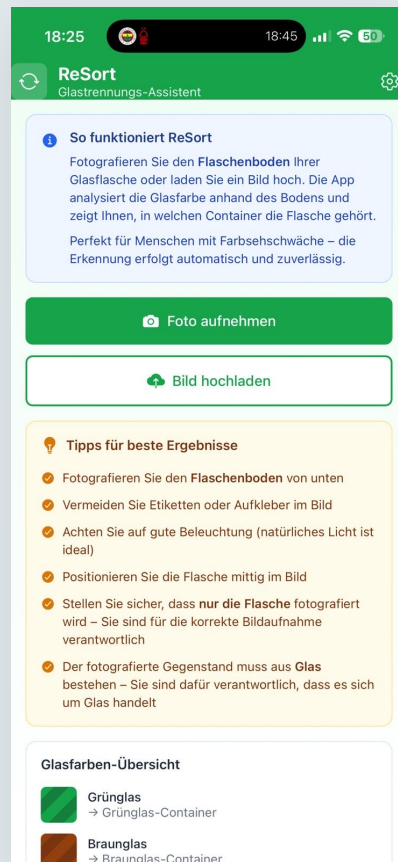 18:25
18:45
50
ReSort
Glastrennungs-Assistent
So funktioniert ReSort
Fotografieren Sie den Flaschenboden Ihrer
Glasflasche oder laden Sie ein Bild hoch. Die App
analysiert die Glasfarbe anhand des Bodens und
zeigt Ihnen, in welchen Container die Flasche gehört.
Perfekt für Menschen mit Farbsehschwäche – die
Erkennung erfolgt automatisch und zuverlässig.
Foto aufnehmen
Bild hochladen
Tipps für beste Ergebnisse
Fotografieren Sie den Flaschenboden von unten
Vermeiden Sie Etiketten oder Aufkleber im Bild
Achten Sie auf gute Beleuchtung (natürliches Licht ist
ideal)
Positionieren Sie die Flasche mittig im Bild
Stellen Sie sicher, dass nur die Flasche fotografiert
wird – Sie sind für die korrekte Bildaufnahme
verantwortlich
Der fotografierte Gegenstand muss aus Glas
bestehen – Sie sind dafür verantwortlich, dass es sich
um Glas handelt
Glasfarben-Übersicht
Grünglas
→ Grünglas-Container
Braunglas
→ Braunglas-Container